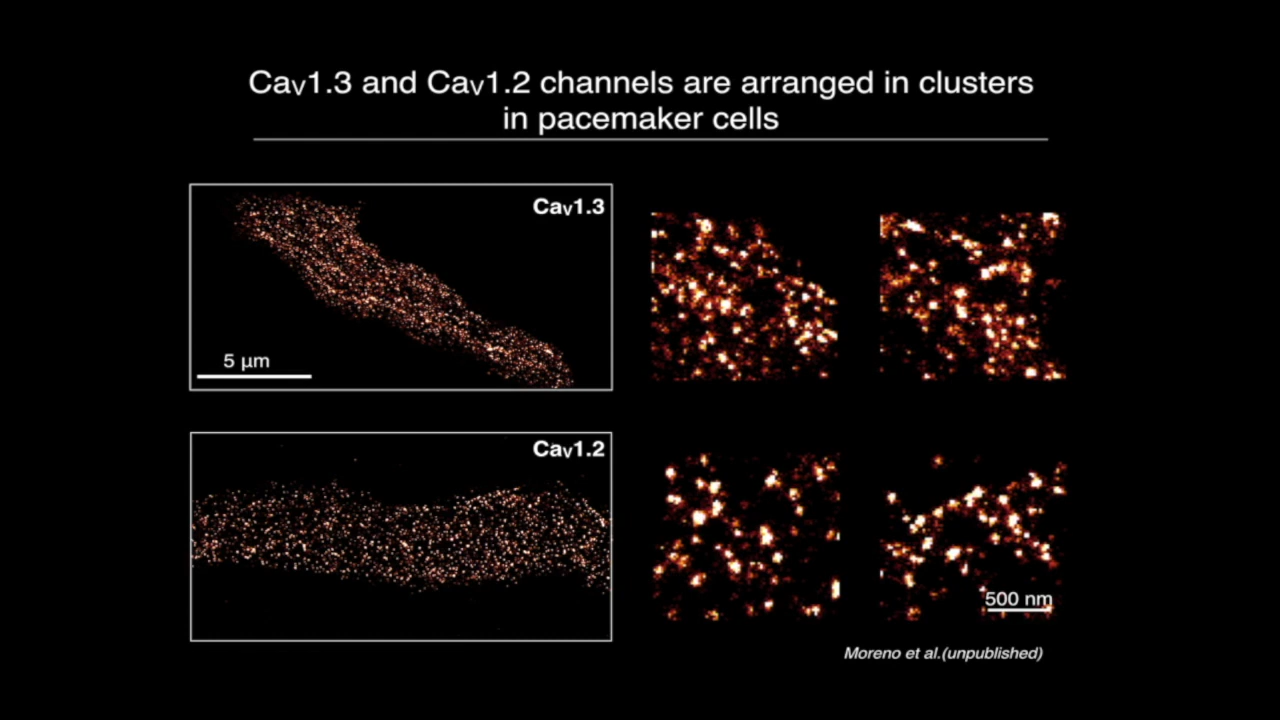 Cav1.3 and Cav1.2 channels are arranged in clusters
in pacemaker cells
Cav1.3
5 µm
Cav1.2
500 nm
Moreno et al.(unpublished)